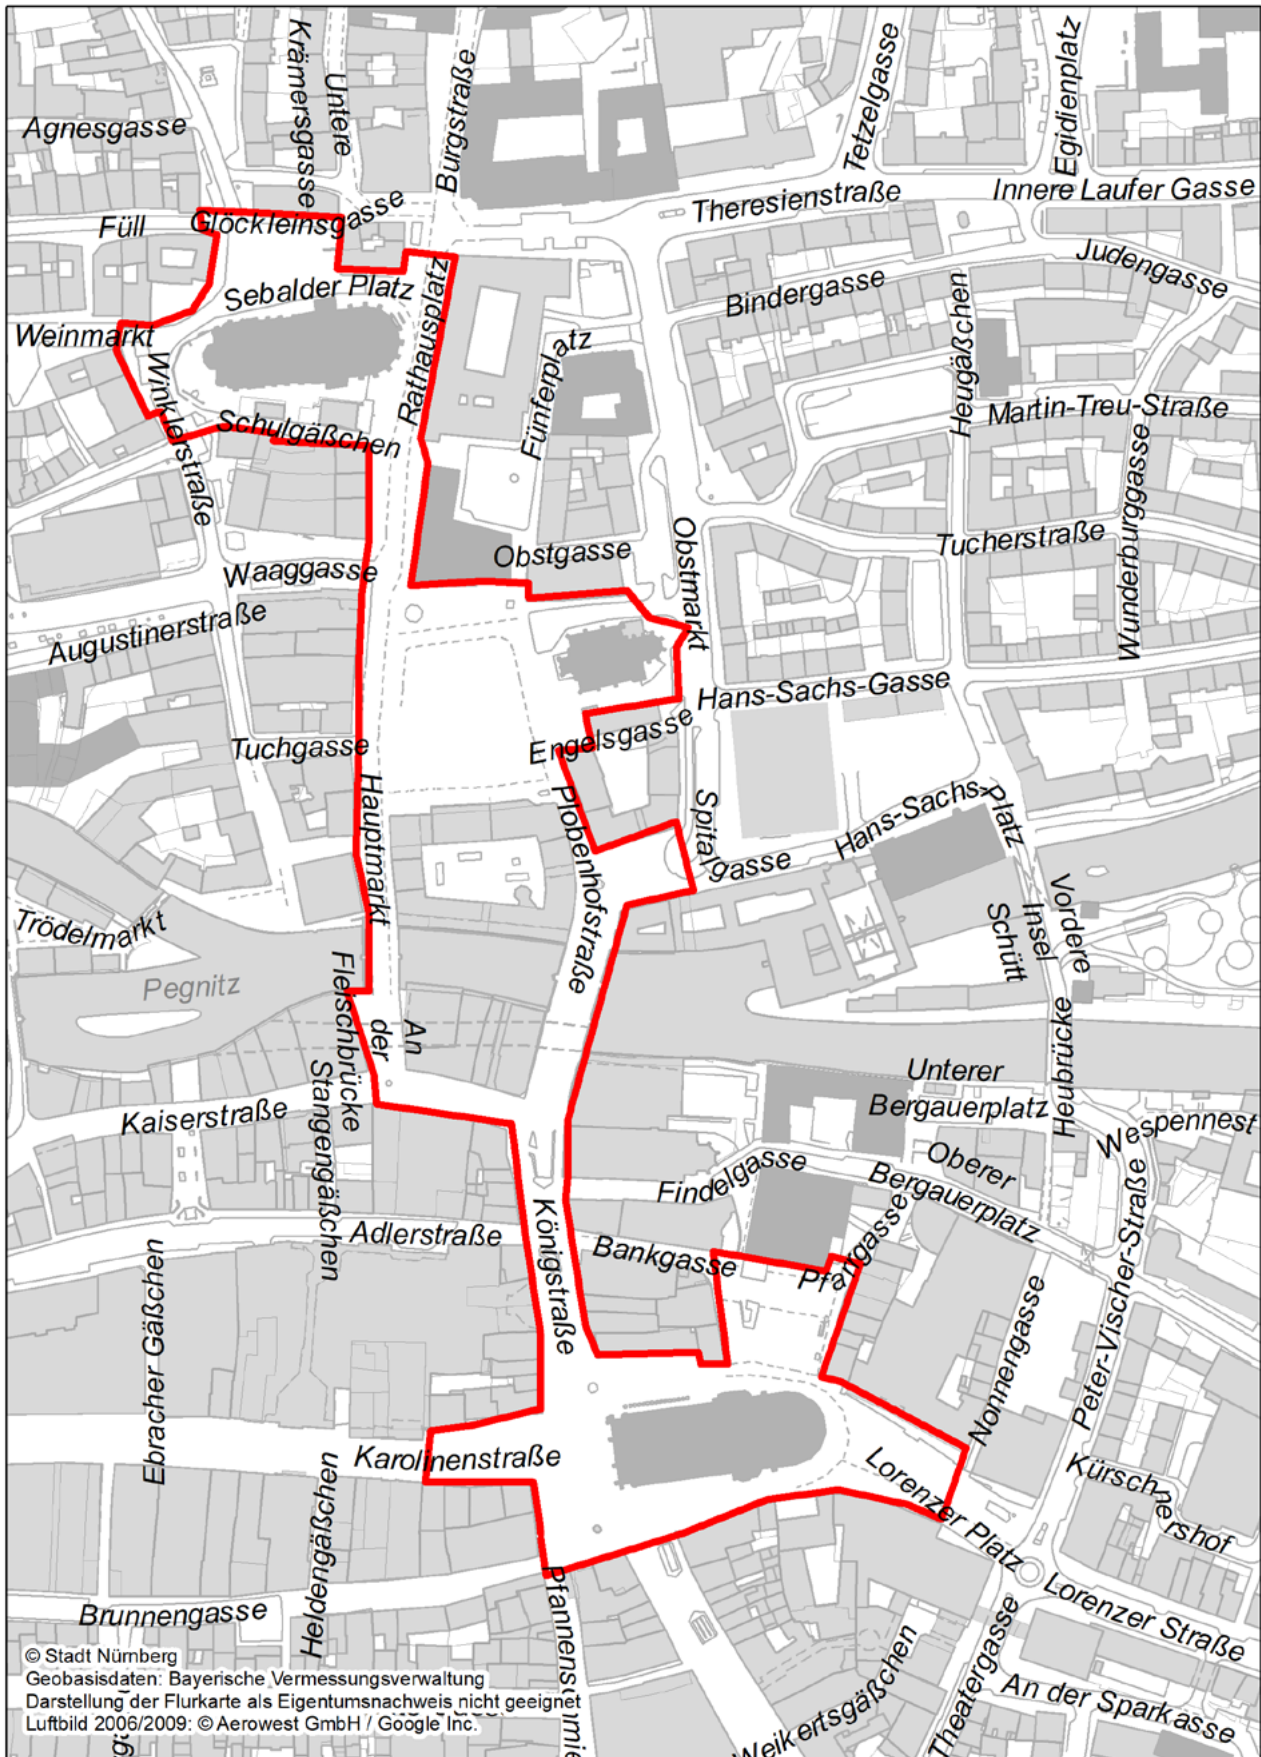 Krämersgasse
Untere
Burgstraße
Tetzelgasse
Egidienplatz
Agnesgasse
Theresienstraße
Innere Laufer Gasse
Füll
Glöckleinsgasse
Judengasse
Sebalder Platz
Bindergasse
Weinmarkt
Rathausplatz
Fünferplatz
Heugäßchen
Winklerstraße
Schulgäßchen
Martin-Treu-Straße
Wunderburggasse
Obstgasse
Obstmarkt
Tucherstraße
Waaggasse
Augustinerstraße
Hans-Sachs-Gasse
Engelsgasse
Tuchgasse
Hauptmarkt
Plobenhofstraße
Spitalgasse
Hans-Sachs-
Platz
Trödelmarkt
Vordere
Insel
Schütt
Pegnitz
Fleischbrücke
An
der
Heubrücke
Unterer
Bergauerplatz
Kaiserstraße
Stangengäßchen
Wespennest
Findelgasse
Oberer
Bergauerplatz
Adlerstraße
Königstraße
Bankgasse
Pfarrgasse
Peter-Vischer-Straße
Ebracher Gäßchen
Nonnengasse
Karolinenstraße
Lorenzer Platz
Kürschnershof
Heldengäßchen
Brunnengasse
Pfannenschmie
Lorenzer Straße
Theatergasse
Weikertsgäßchen
An der Sparkasse
© Stadt Nürnberg
Geobasisdaten: Bayerische Vermessungsverwaltung
Darstellung der Flurkarte als Eigentumsnachweis nicht geeignet
Luftbild 2006/2009: © Aerowest GmbH / Google Inc.